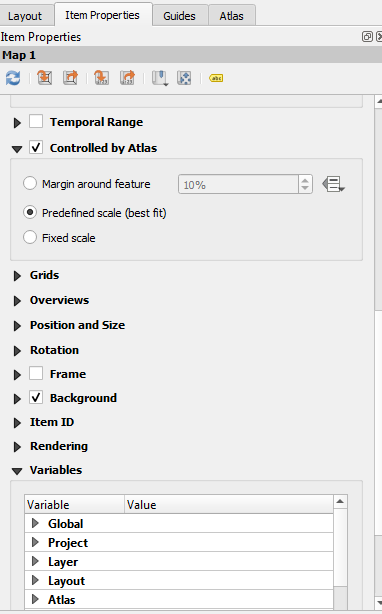 Layout Item Properties Guides Atlas
Item Properties
Map 1
abc
Temporal Range
Controlled by Atlas
Margin around feature 10%
Predefined scale (best fit)
Fixed scale
Grids
Overviews
Position and Size
Rotation
Frame
Background
Item ID
Rendering
Variables
Variable Value
Global
Project
Layer
Layout
Atlas